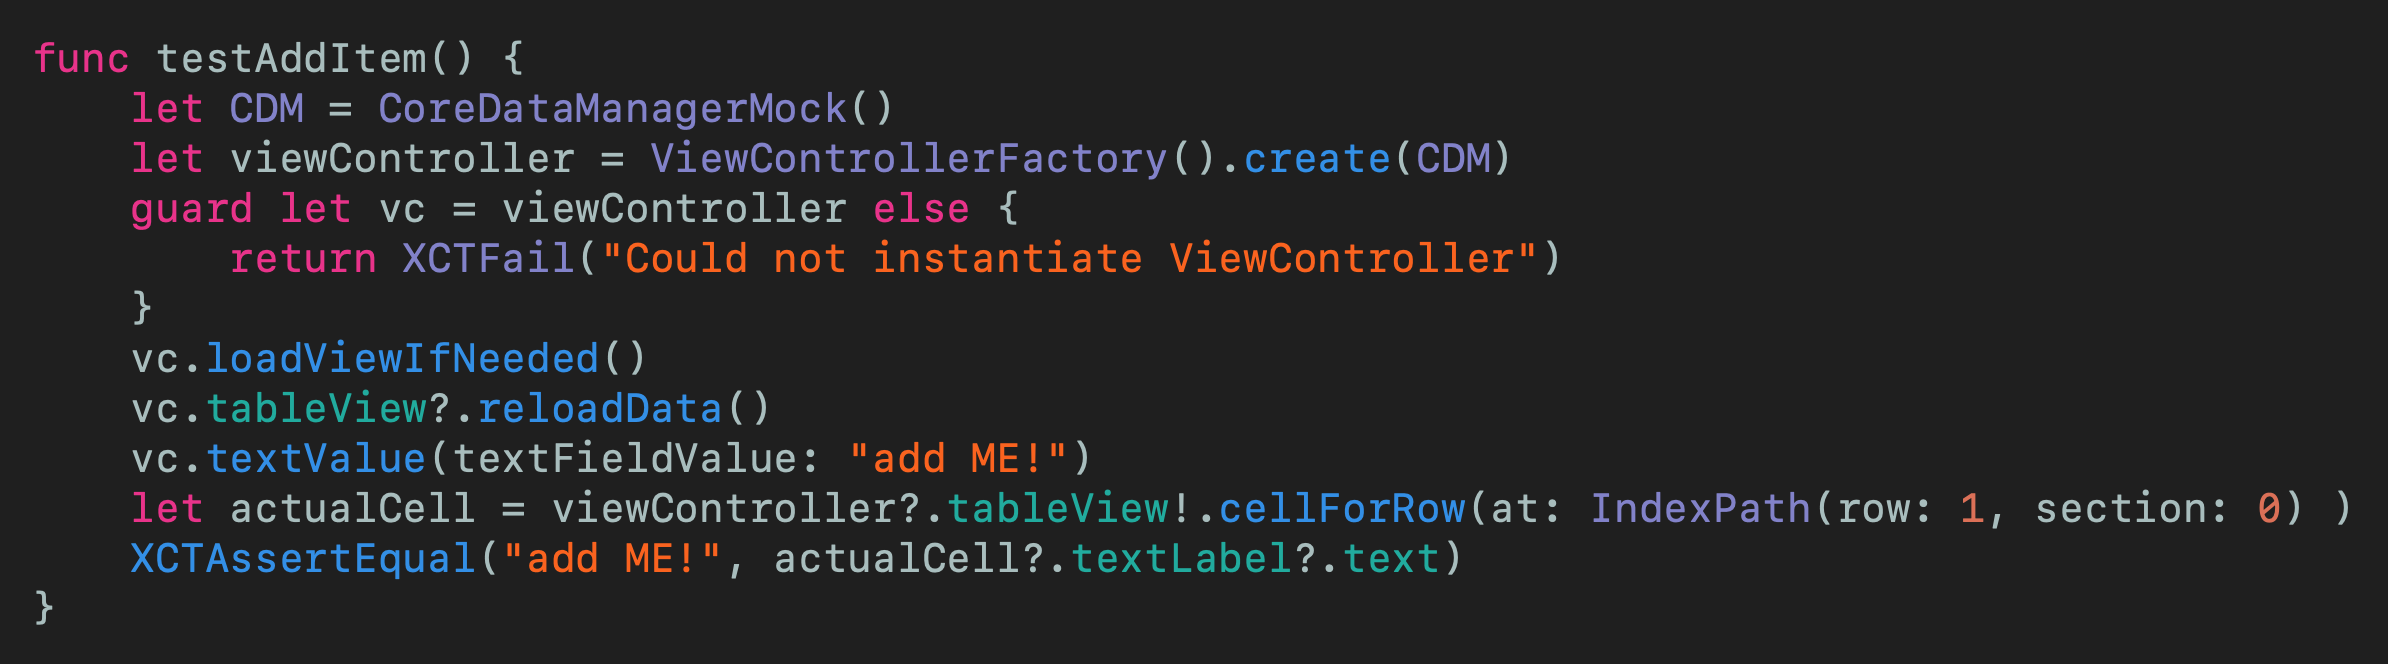 func testAddItem() {
    let CDM = CoreDataManagerMock()
    let viewController = ViewControllerFactory().create(CDM)
    guard let vc = viewController else {
        return XCTFail("Could not instantiate ViewController")
    }
    vc.loadViewIfNeeded()
    vc.tableView?.reloadData()
    vc.textValue(textFieldValue: "add ME!")
    let actualCell = viewController?.tableView!.cellForRow(at: IndexPath(row: 1, section: 0) )
    XCTAssertEqual("add ME!", actualCell?.textLabel?.text)
}